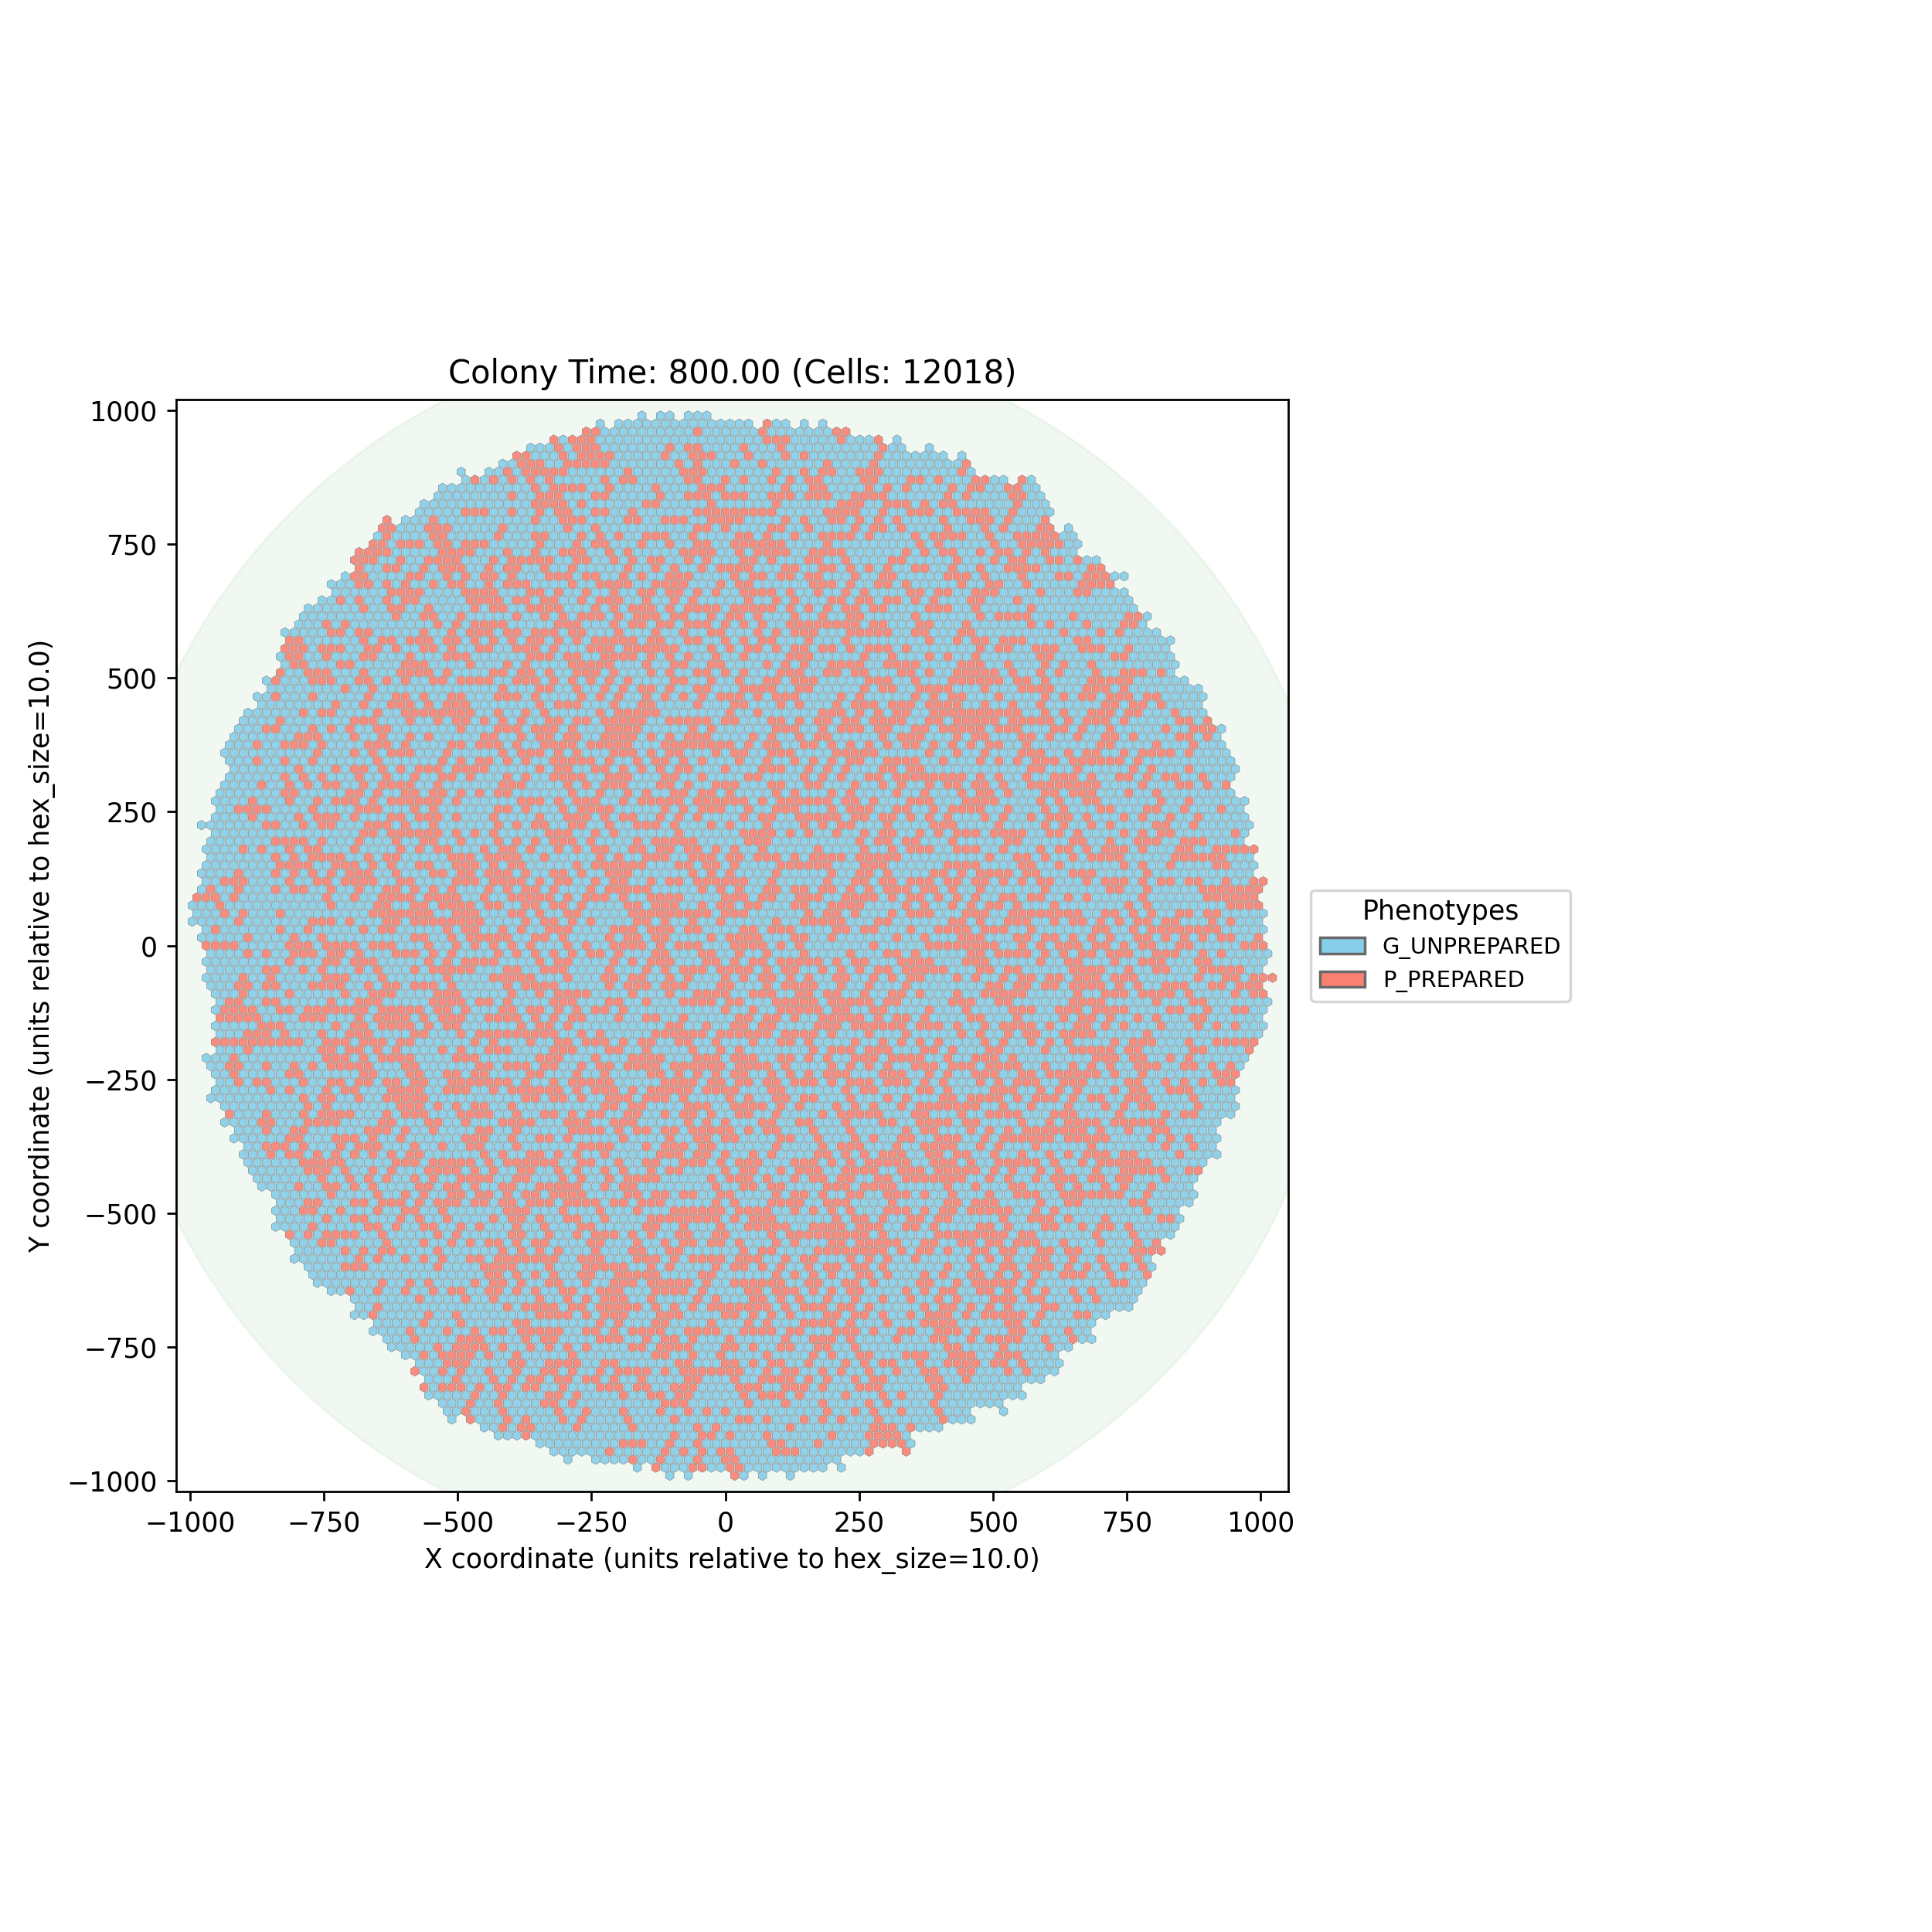 Colony Time: 800.00 (Cells: 12018)
1000
750
500
250
0
−250
−500
−750
−1000
Y coordinate (units relative to hex_size=10.0)
−1000 −750 −500 −250 0 250 500 750 1000
X coordinate (units relative to hex_size=10.0)
Phenotypes
G_UNPREPARED
P_PREPARED